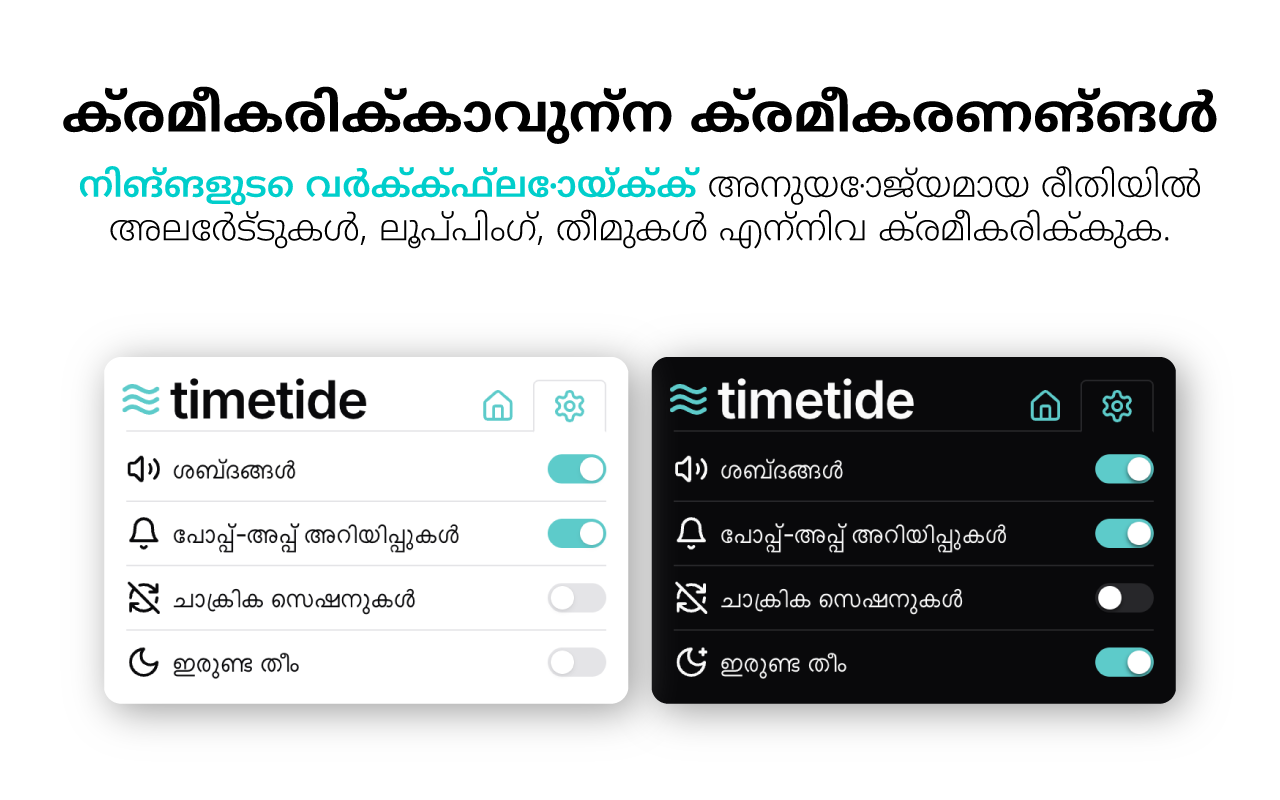 ക്രമീകരിക്കാവുന്ന ക്രമീകരണങ്ങൾ
നിങ്ങളുടെ വർക്ക്ഫ്ലോയ്ക്ക് അനുയോജ്യമായ രീതിയിൽ
അലേർട്ടുകൾ, ലൂപ്പിംഗ്, തീമുകൾ എന്നിവ ക്രമീകരിക്കുക.
timetide
ശബ്ദങ്ങൾ
പോപ്പ്-അപ്പ് അറിയിപ്പുകൾ
ചാക്രിക സെഷനുകൾ
ഇരുണ്ട തീം
timetide
ശബ്ദങ്ങൾ
പോപ്പ്-അപ്പ് അറിയിപ്പുകൾ
ചാക്രിക സെഷനുകൾ
ഇരുണ്ട തീം